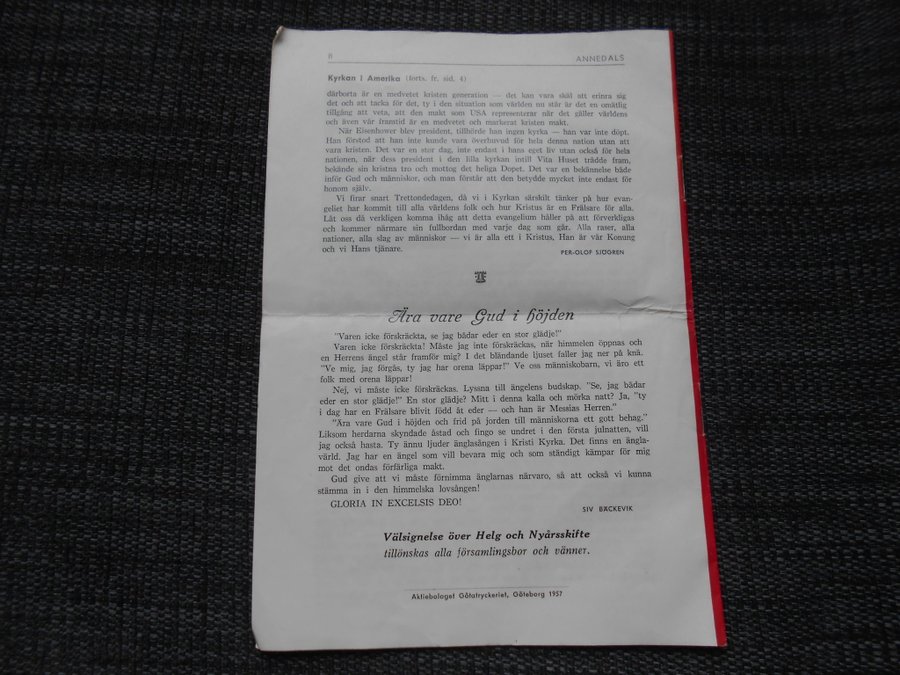 8
ANNEDALS
Kyrkan i Amerika (forts. fr. sid. 4)
därborta är en medvetet kristen generation — det kan vara skäl att erinra sig
det och att tacka för det, ty i den situation som världen nu står är det en omätlig
tillgång att veta, att den makt som USA representerar när det gäller världens
och även vår framtid är en medvetet och markerat kristen makt.
När Eisenhower blev president, tillhörde han ingen kyrka — han var inte döpt.
Han förstod att han inte kunde vara överhuvud för hela denna nation utan att
vara kristen. Det var en stor dag, inte endast i hans eget liv utan också för hela
nationen, när dess president i den lilla kyrkan intill Vita Huset trädde fram,
bekände sin kristna tro och mottog det heliga Dopet. Det var en bekännelse både
inför Gud och människor, och man förstår att den betydde mycket inte endast för
honom själv.
Vi firar snart Trettondedagen, då vi i Kyrkan särskilt tänker på hur evan-
geliet har kommit till alla världens folk och hur Kristus är en Frälsare för alla.
Låt oss då verkligen komma ihåg att detta evangelium håller på att förverkligas
och kommer närmare sin fullbordan med varje dag som går. Alla raser, alla
nationer, alla slag av människor — vi är alla ett i Kristus, Han är vår Konung
och vi Hans tjänare.
PER-OLOF SJÖGREN
Ära vare Gud i höjden
"Varen icke förskräckta, se jag bådar eder en stor glädje!"
Varen icke förskräckta! Måste jag inte förskräckas, när himmelen öppnas och
en Herrens ängel står framför mig? I det bländande ljuset faller jag ner på knä.
"Ve mig, jag förgås, ty jag har orena läppar!" Ve oss människobarn, vi äro ett
folk med orena läppar!
Nej, vi måste icke förskräckas. Lyssna till ängelens budskap. "Se, jag bådar
eder en stor glädje!" En stor glädje? Mitt i denna kalla och mörka natt? Ja, "ty
i dag har en Frälsare blivit född åt eder — och han är Messias Herren."
"Ära vare Gud i höjden och frid på jorden till människorna ett gott behag."
Liksom herdarna skyndade åstad och fingo se undret i den första julnatten, vill
jag också hasta. Ty ännu ljuder änglasången i Kristi Kyrka. Det finns en ängla-
värld. Jag har en ängel som vill bevara mig och som ständigt kämpar för mig
mot det ondas förfärliga makt.
Gud give att vi måste förnimma änglarnas närvaro, så att också vi kunna
stämma in i den himmelska lovsången!
GLORIA IN EXCELSIS DEO!
SIV BÄCKEVIK
Välsignelse över Helg och Nyårsskifte
tillönskas alla församlingsbor och vänner.
Aktiebolaget Götatryckeriet, Göteborg 1957